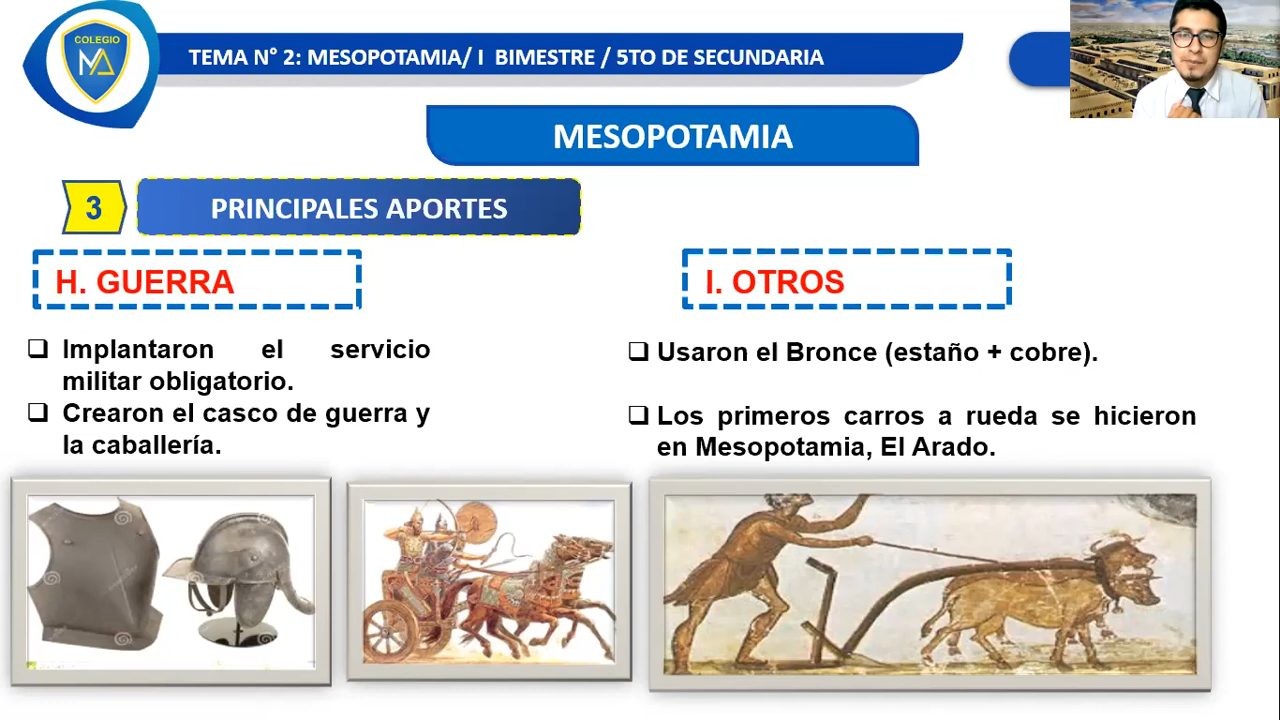 COLEGIO
MA
TEMA N° 2: MESOPOTAMIA/ I BIMESTRE / 5TO DE SECUNDARIA
MESOPOTAMIA
3
PRINCIPALES APORTES
H. GUERRA
Implantaron el servicio
militar obligatorio.
Crearon el casco de guerra y
la caballería.
I. OTROS
Usaron el Bronce (estaño + cobre).
Los primeros carros a rueda se hicieron
en Mesopotamia, El Arado.